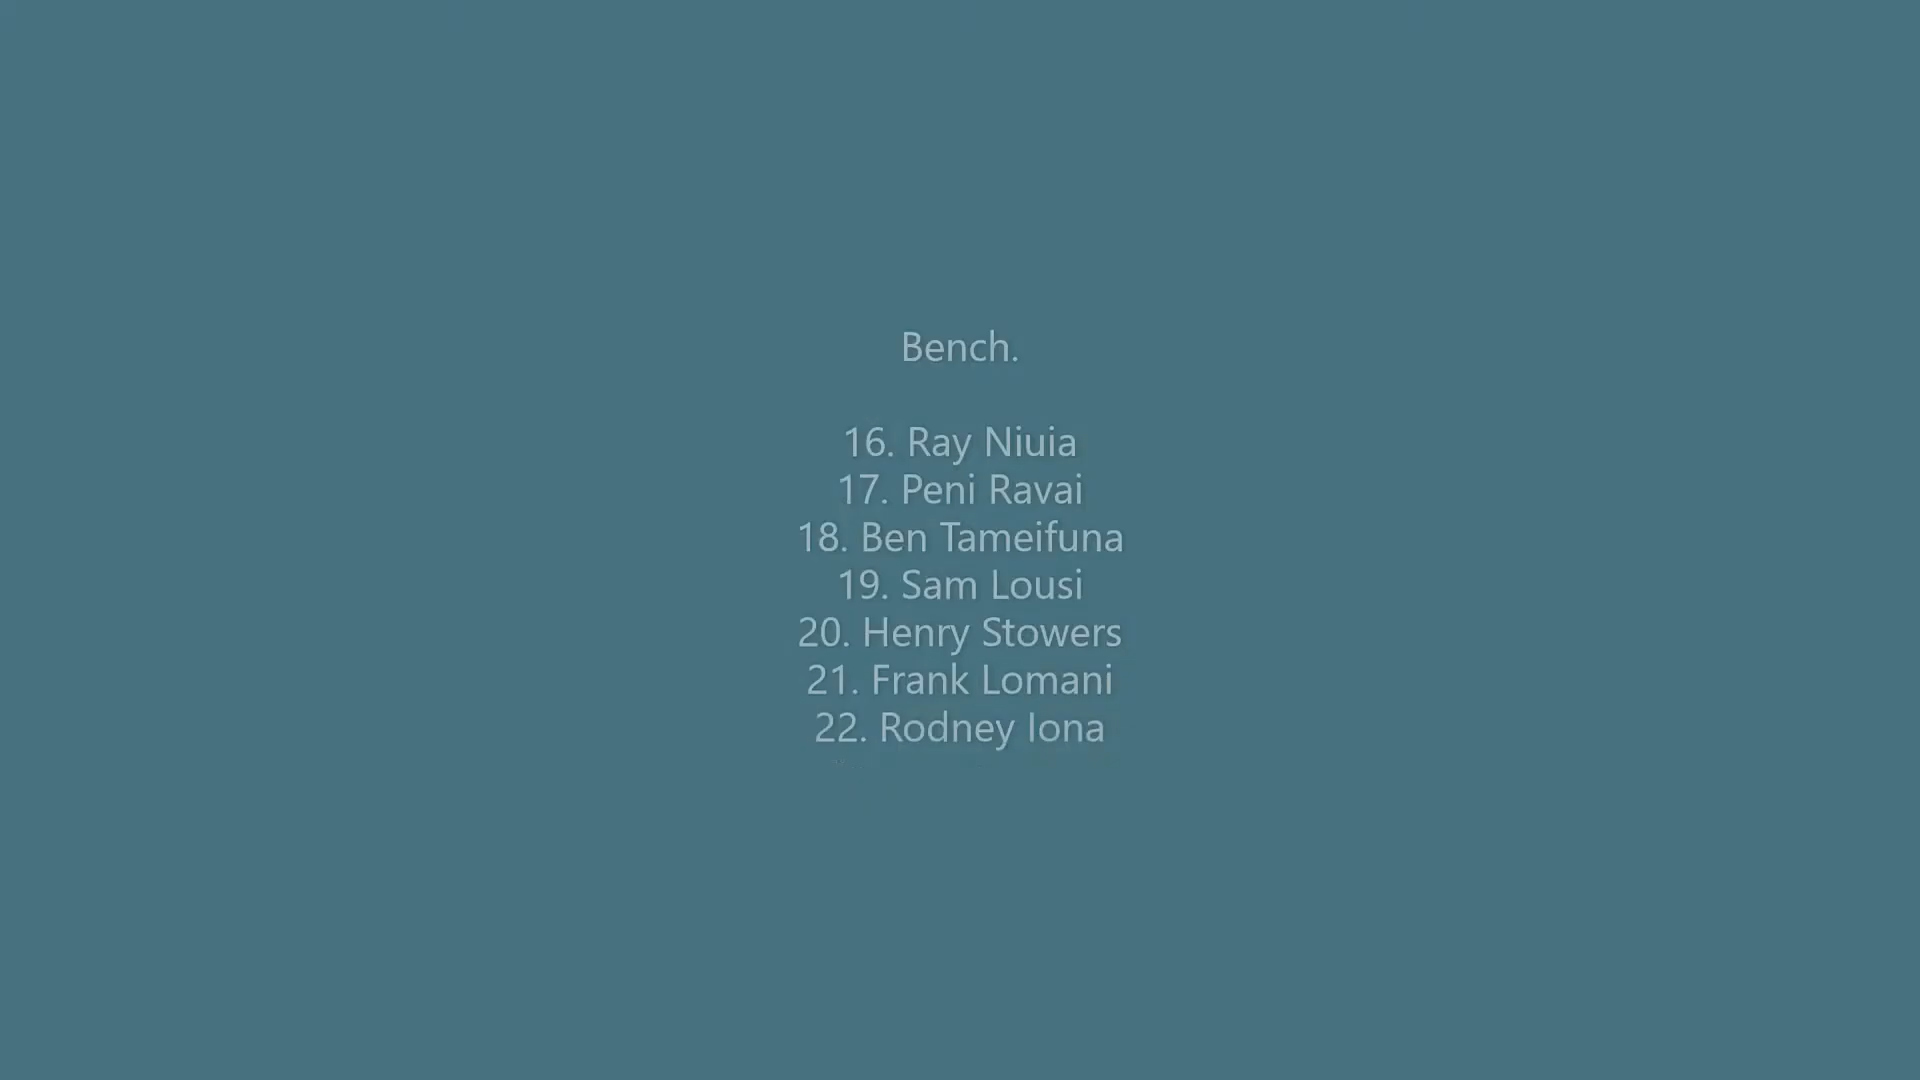 Bench.
16. Ray Niuia
17. Peni Ravai
18. Ben Tameifuna
19. Sam Lousi
20. Henry Stowers
21. Frank Lomani
22. Rodney Iona